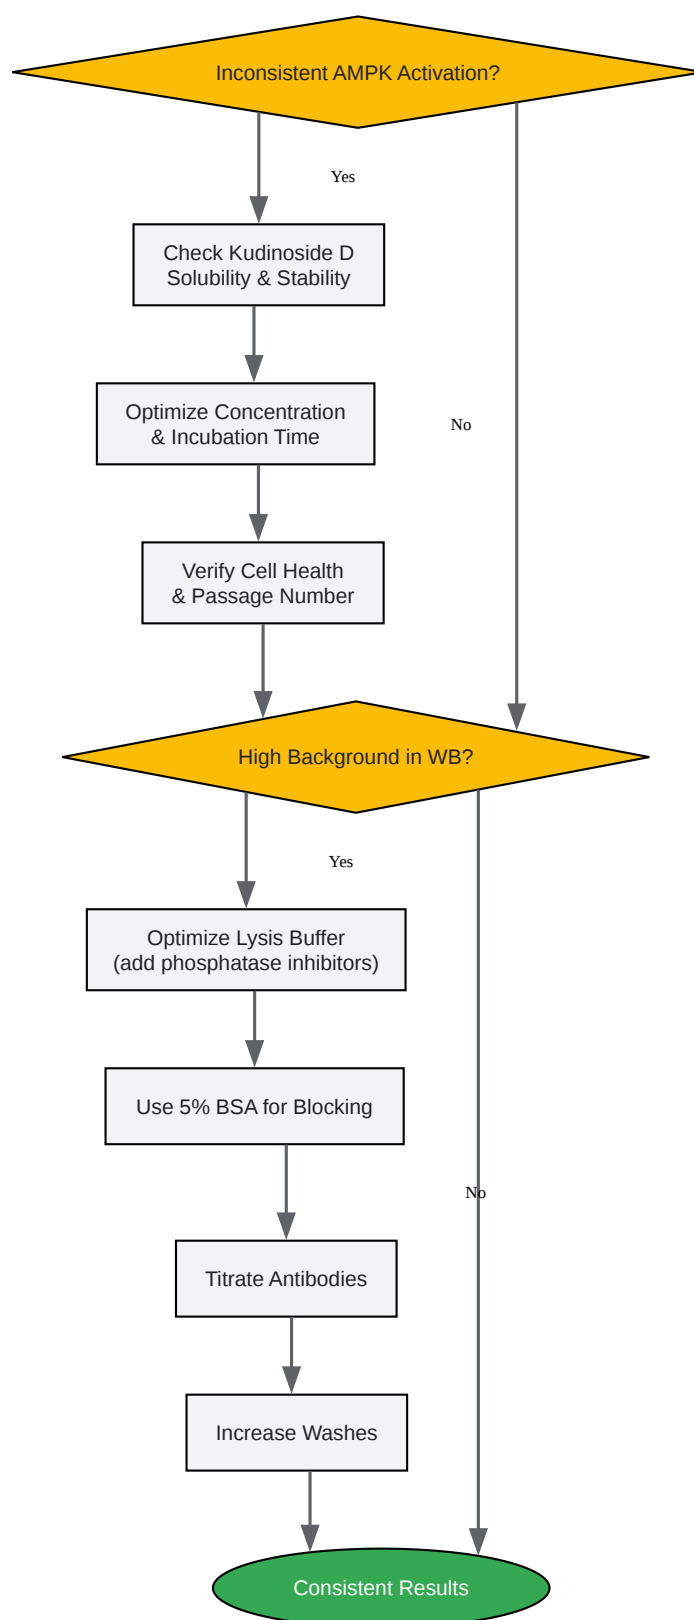 Inconsistent AMPK Activation?
Yes
Check Kudinoside D
Solubility & Stability
Optimize Concentration
& Incubation Time
No
Verify Cell Health
& Passage Number
High Background in WB?
Yes
Optimize Lysis Buffer
(add phosphatase inhibitors)
Use 5% BSA for Blocking
No
Titrate Antibodies
Increase Washes
Consistent Results